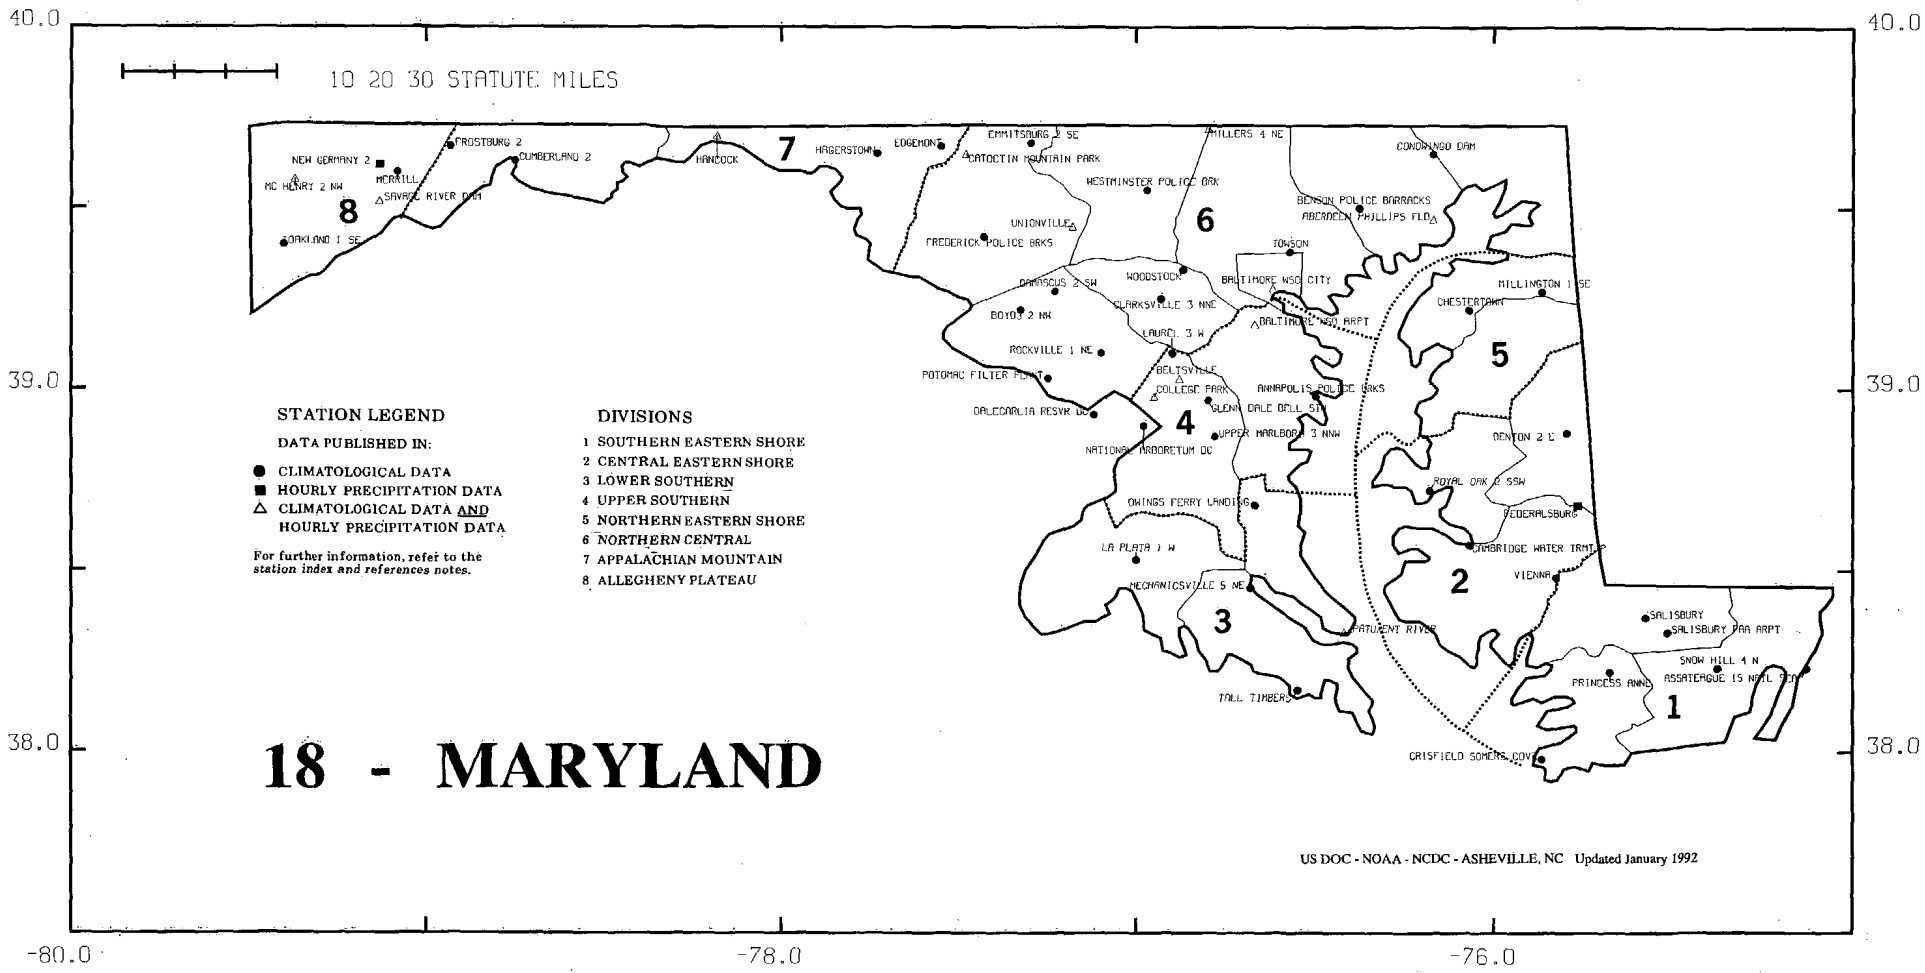 40.0
40.0
10 20 30 STATUTE MILES
FROSTBURG 2
NEW GERMANY 2
CUMBERLAND 2
MERRILL
MC HENRY 2 NW
SAVAGE RIVER DAM
8
OAKLAND 1 SE
HANCOCK
7
HAGERSTOWN
EDGEMONT
EMMITSBURG 2 SE
CATOCTIN MOUNTAIN PARK
MILLERS 4 NE
CONOWINGO DAM
WESTMINSTER POLICE BRK
BENSON POLICE BARRACKS
ABERDEEN PHILLIPS FLD
UNIONVILLE
6
FREDERICK POLICE BRKS
TOWSON
WOODSTOCK
BALTIMORE WSO CITY
DAMASCUS 2 SW
MILLINGTON 1 SE
CLARKSVILLE 3 NNE
CHESTERTOWN
BOYDS 2 NW
BALTIMORE WSO ARPT
LAUREL 3 W
ROCKVILLE 1 NE
5
39.0
39.0
POTOMAC FILTER PLANT
BELTSVILLE
COLLEGE PARK
ANNAPOLIS POLICE BRKS
DALECARLIA RESVR DC
GLENN DALE BELL STN
4
UPPER MARLBORO 3 NNW
DENTON 2 E
NATIONAL ARBORETUM DC
ROYAL OAK 2 SSW
OWINGS FERRY LANDING
FEDERALSBURG
LA PLATA 1 W
CAMBRIDGE WATER TRMT P
VIENNA
MECHANICSVILLE 5 NE
2
3
SALISBURY
PATUXENT RIVER
SALISBURY FAA ARPT
SNOW HILL 4 N
PRINCESS ANNE
ASSATEAGUE IS NATL SEA
TALL TIMBERS
1
CRISFIELD SOMERS COVE
38.0
38.0
STATION LEGEND
DATA PUBLISHED IN:
CLIMATOLOGICAL DATA
HOURLY PRECIPITATION DATA
CLIMATOLOGICAL DATA AND
HOURLY PRECIPITATION DATA
For further information, refer to the
station index and references notes.
DIVISIONS
1 SOUTHERN EASTERN SHORE
2 CENTRAL EASTERN SHORE
3 LOWER SOUTHERN
4 UPPER SOUTHERN
5 NORTHERN EASTERN SHORE
6 NORTHERN CENTRAL
7 APPALACHIAN MOUNTAIN
8 ALLEGHENY PLATEAU
18 - MARYLAND
US DOC - NOAA - NCDC - ASHEVILLE, NC Updated January 1992
-80.0
-78.0
-76.0